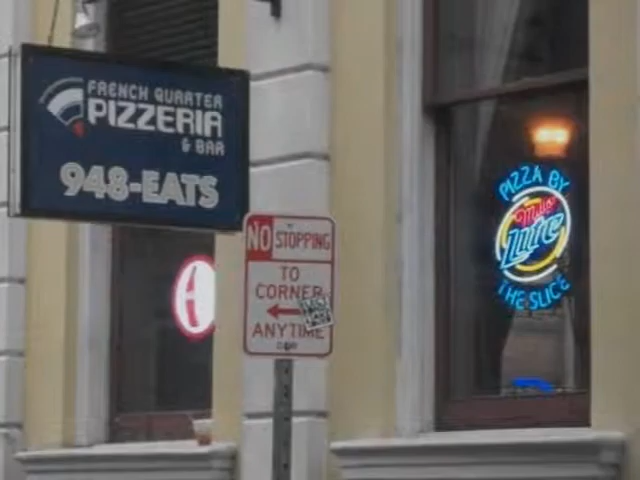 FRENCH QUARTER
PIZZERIA
& BAR
948-EATS
NO STOPPING
TO
CORNER
ANYTIME
PIZZA BY
Miller
Lite
THE SLICE